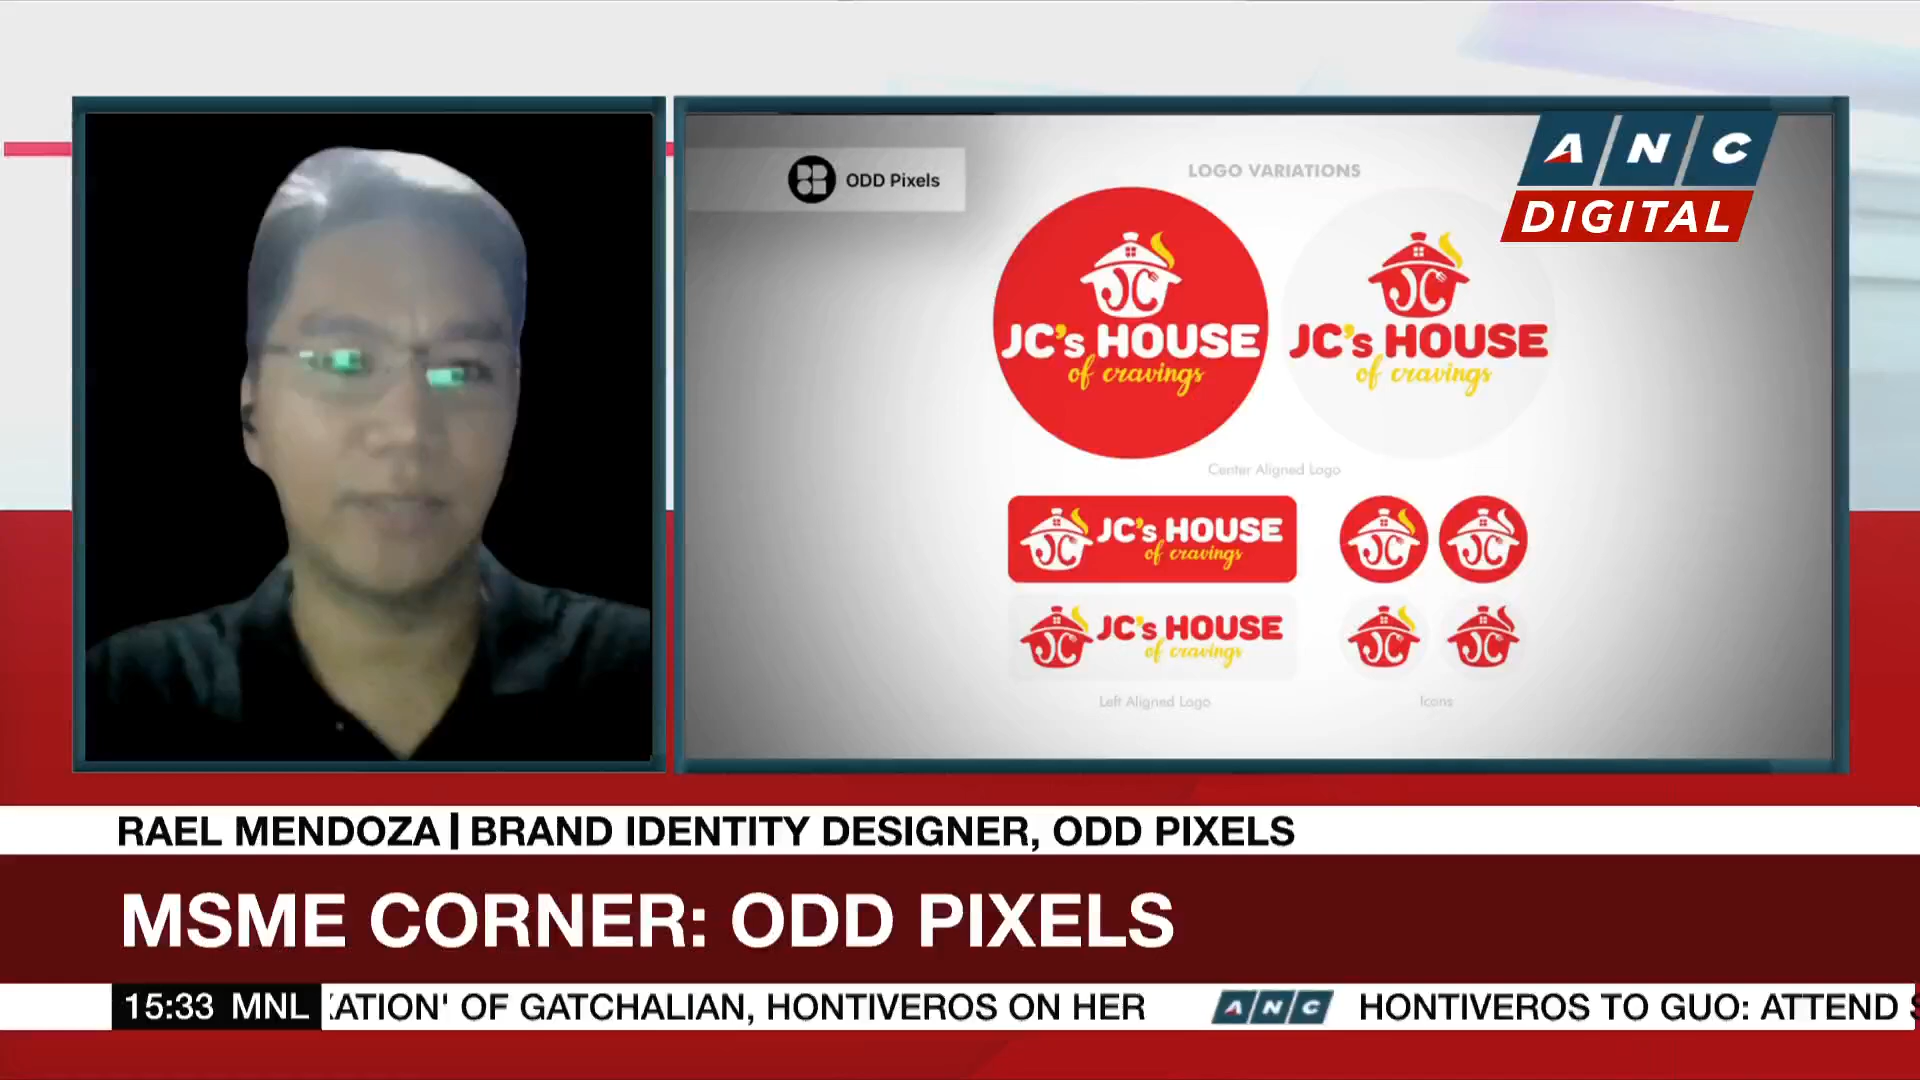 ODD Pixels
LOGO VARIATIONS
ANC
DIGITAL
JC
JC's HOUSE
of cravings
JC
JC's HOUSE
of cravings
Center Aligned Logo
JC
JC's HOUSE
of cravings
JC
JC
JC
JC's HOUSE
of cravings
JC
JC
Left Aligned Logo
Icons
RAEL MENDOZA | BRAND IDENTITY DESIGNER, ODD PIXELS
MSME CORNER: ODD PIXELS
15:33 MNL
OF GATCHALIAN, HONTIVEROS ON HER ANC HONTIVEROS TO GUO: ATTEND